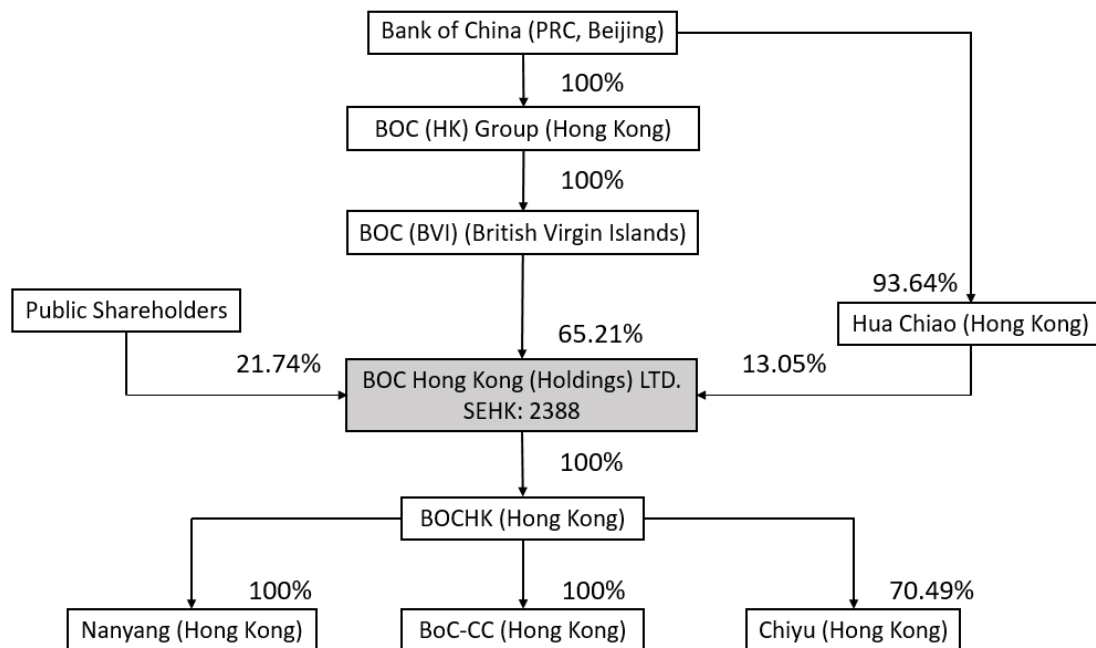 Bank of China (PRC, Beijing)
100%
BOC (HK) Group (Hong Kong)
100%
BOC (BVI) (British Virgin Islands)
93.64%
Public Shareholders
Hua Chiao (Hong Kong)
65.21%
21.74%
13.05%
BOC Hong Kong (Holdings) LTD.
SEHK: 2388
100%
BOCHK (Hong Kong)
100%
100%
70.49%
Nanyang (Hong Kong)
BoC-CC (Hong Kong)
Chiyu (Hong Kong)